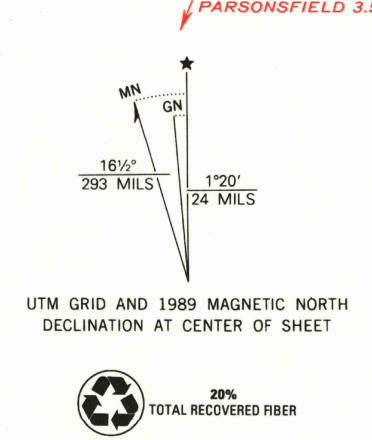 PARSONSFIELD 3.5
MN
GN
16½°
293 MILS
1°20′
24 MILS
UTM GRID AND 1989 MAGNETIC NORTH
DECLINATION AT CENTER OF SHEET
20%
TOTAL RECOVERED FIBER